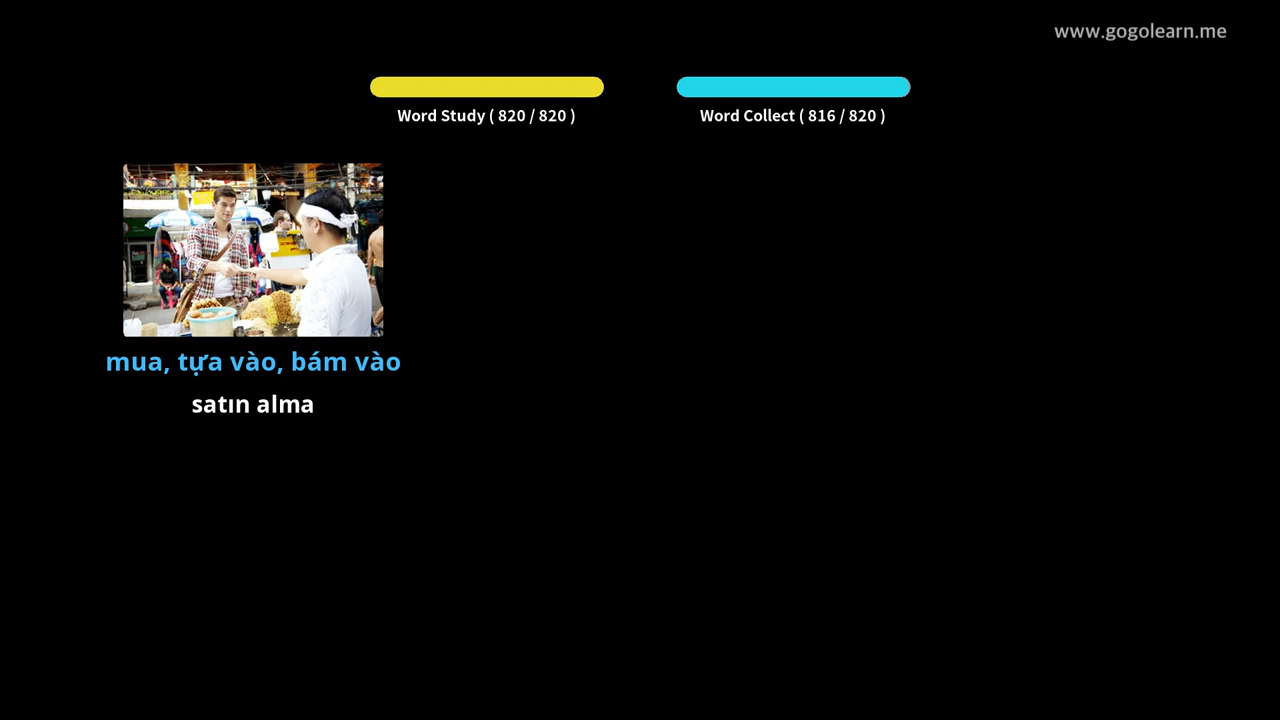 www.gogolearn.me
Word Study ( 820 / 820 )
Word Collect ( 816 / 820 )
mua, tựa vào, bám vào
satın alma